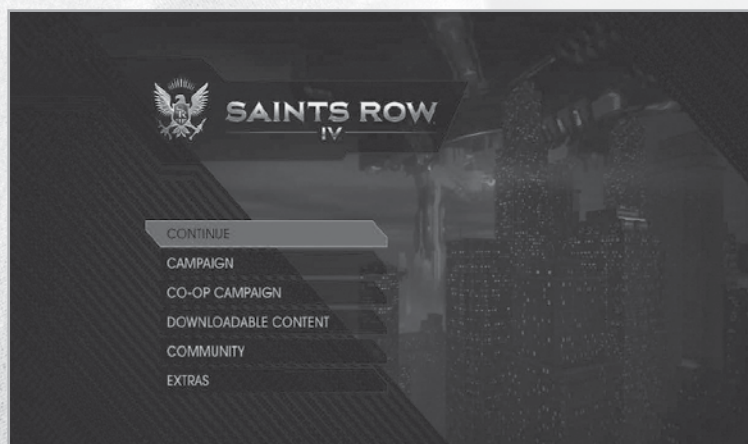 SAINTS ROW
IV
CONTINUE
CAMPAIGN
CO-OP CAMPAIGN
DOWNLOADABLE CONTENT
COMMUNITY
EXTRAS